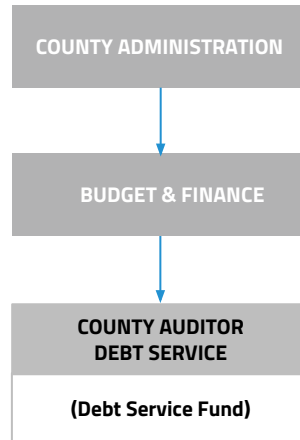 COUNTY ADMINISTRATION
BUDGET & FINANCE
COUNTY AUDITOR
DEBT SERVICE
(Debt Service Fund)